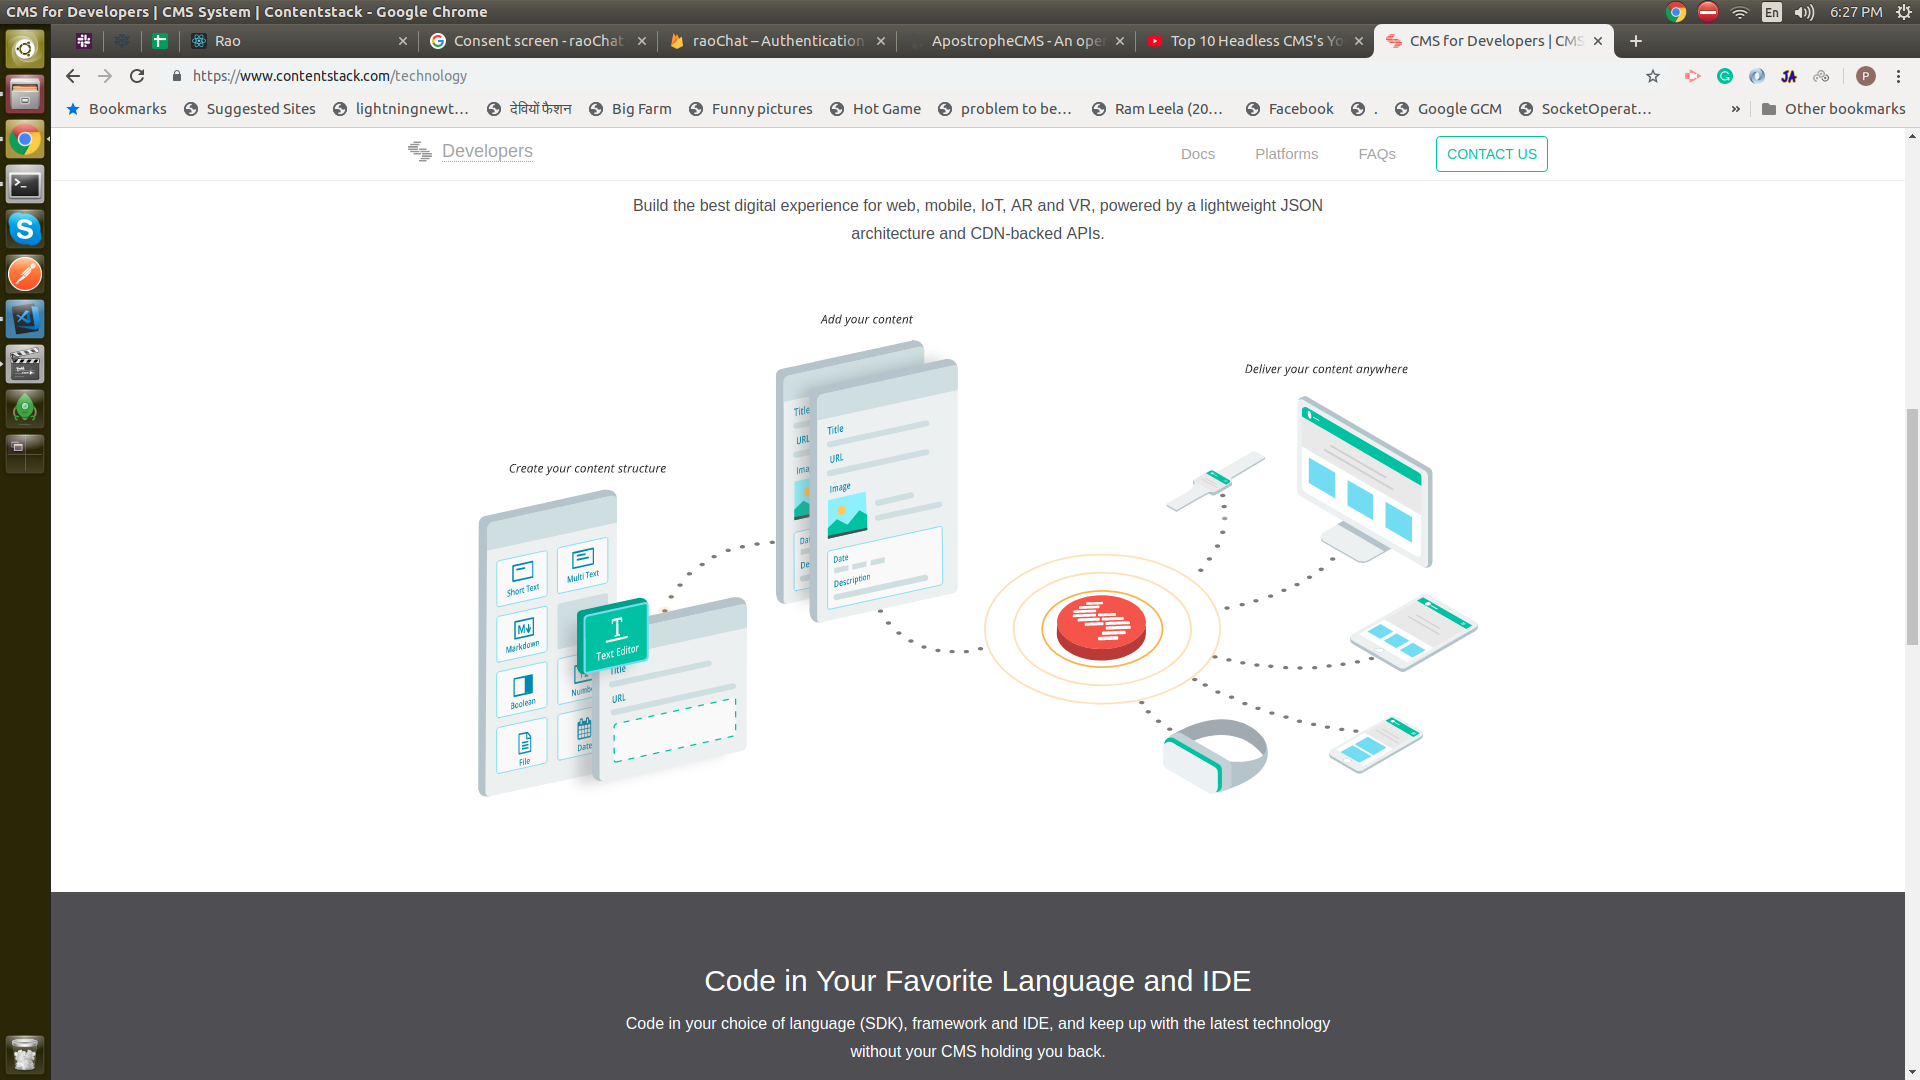 CMS for Developers | CMS System | Contentstack - Google Chrome
En
6:27 PM
Rao
Consent screen - raoChat
raoChat – Authentication
ApostropheCMS - An ope
Top 10 Headless CMS's Yo
CMS for Developers | CMS
https://www.contentstack.com/technology
JA
P
Bookmarks
Suggested Sites
lightningnewt…
देवियों फैशन
Big Farm
Funny pictures
Hot Game
problem to be…
Ram Leela (20…
Facebook
.
Google GCM
SocketOperat…
»
Other bookmarks
Developers
Docs
Platforms
FAQs
CONTACT US
Build the best digital experience for web, mobile, IoT, AR and VR, powered by a lightweight JSON
architecture and CDN-backed APIs.
Add your content
Deliver your content anywhere
Create your content structure
Title
URL
Ima
Da
De
Title
URL
Image
Date
Description
Short Text
Multi Text
Markdown
Boolean
Numb
File
Date
T
Text Editor
Title
URL
Code in Your Favorite Language and IDE
Code in your choice of language (SDK), framework and IDE, and keep up with the latest technology
without your CMS holding you back.